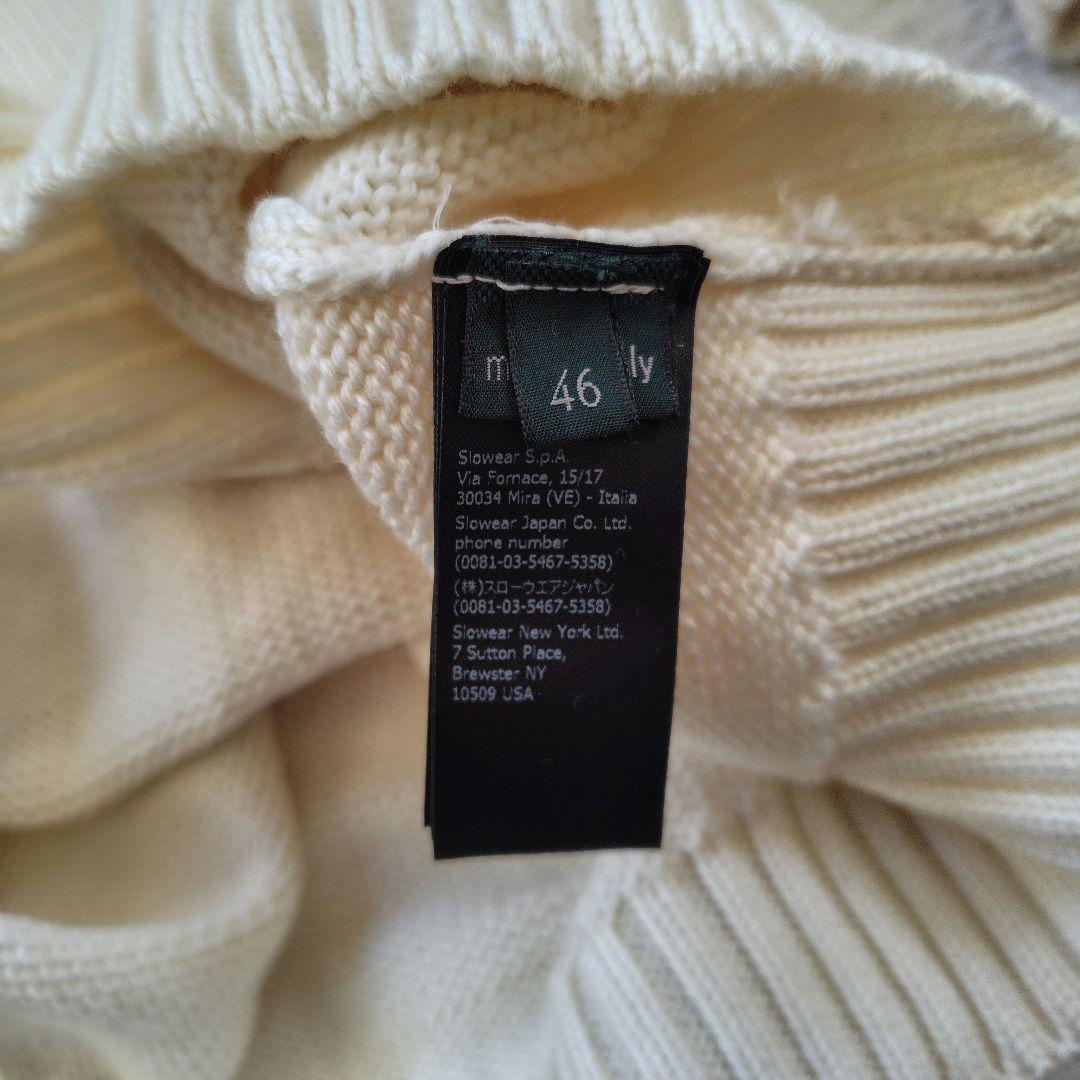 m ly
46
Slowear S.p.A.
Via Fornace, 15/17
30034 Mira (VE) - Italia
Slowear Japan Co. Ltd.
phone number
(0081-03-5467-5358)
(株)スローウエアジャパン
(0081-03-5467-5358)
Slowear New York Ltd.
7 Sutton Place,
Brewster NY
10509 USA